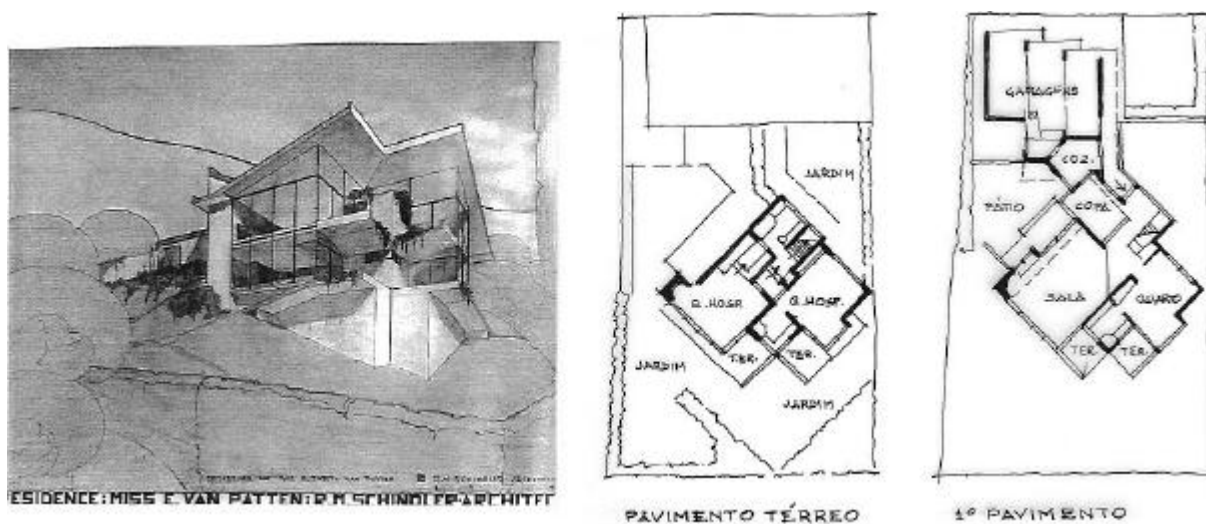 ESIDENCE: MISS E. VAN PATTEN: R.M. SCHINDLER·ARCHITEC
JARDIM
Q. HOSP.
Q. HOSP.
TER.
TER.
JARDIM
JARDIM
PAVIMENTO TÉRREO
GARAGENS
COZ.
PÁTIO
COPA
SALA
QUARTO
TER.
TER.
1º PAVIMENTO